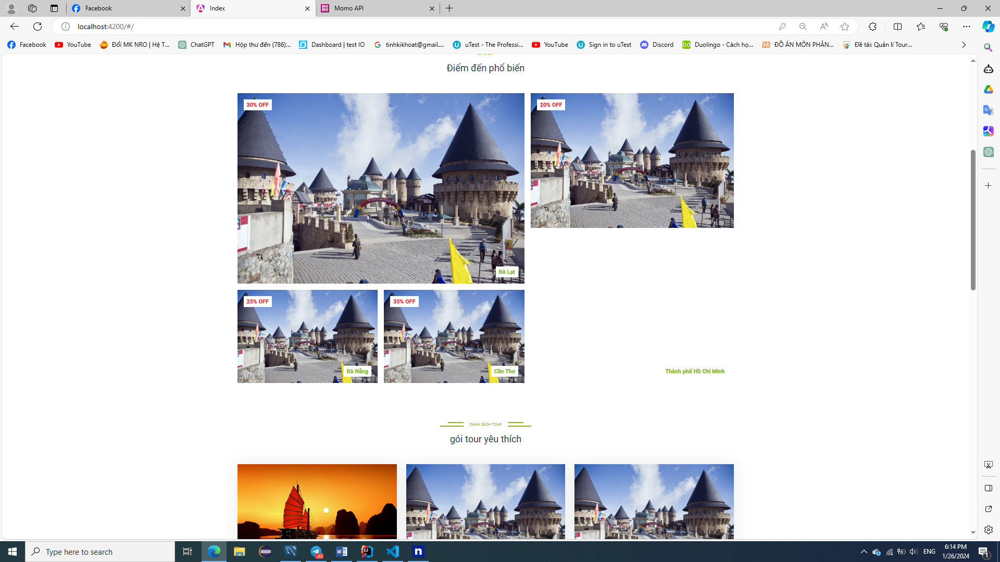 Facebook
Index
Momo API
localhost:4200/#/
Facebook
YouTube
Đổi MK NRO | Hệ T...
ChatGPT
Hộp thư đến (786)...
Dashboard | test IO
tinhkikhoat@gmail....
uTest - The Professi...
YouTube
Sign in to uTest
Discord
Duolingo - Cách họ...
123 ĐỒ ÁN MÔN PHÂN...
Đề tài: Quản lí Tour...
Điểm đến phổ biến
30% OFF
20% OFF
Đà Lạt
25% OFF
35% OFF
Đà Nẵng
Cần Thơ
Thành phố Hồ Chí Minh
DANH SÁCH TOUR
gói tour yêu thích
Type here to search
ENG
6:14 PM
1/26/2024